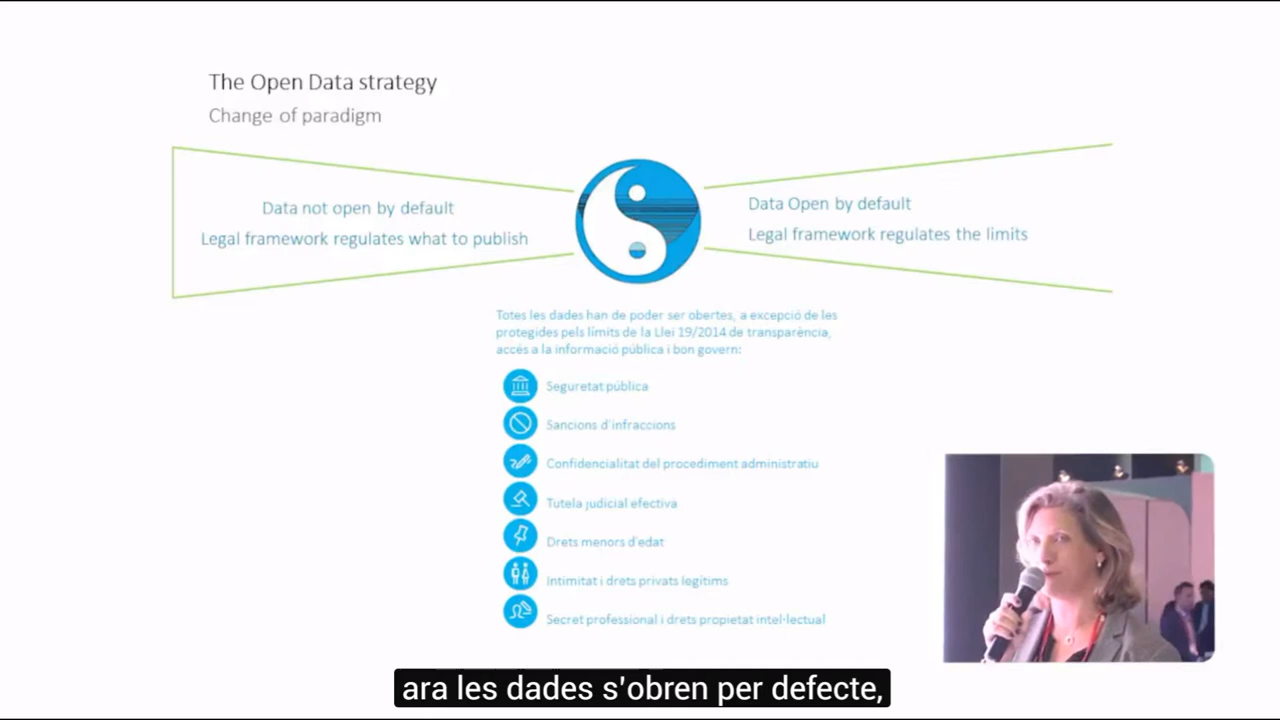 The Open Data strategy
Change of paradigm
Data not open by default
Legal framework regulates what to publish
Data Open by default
Legal framework regulates the limits
Totes les dades han de poder ser obertes, a excepció de les
protegides pels límits de la Llei 19/2014 de transparència,
accés a la informació pública i bon govern:
Seguretat pública
Sancions d'infraccions
Confidencialitat del procediment administratiu
Tutela judicial efectiva
Drets menors d'edat
Intimitat i drets privats legítims
Secret professional i drets propietat intel·lectual
ara les dades s'obren per defecte,